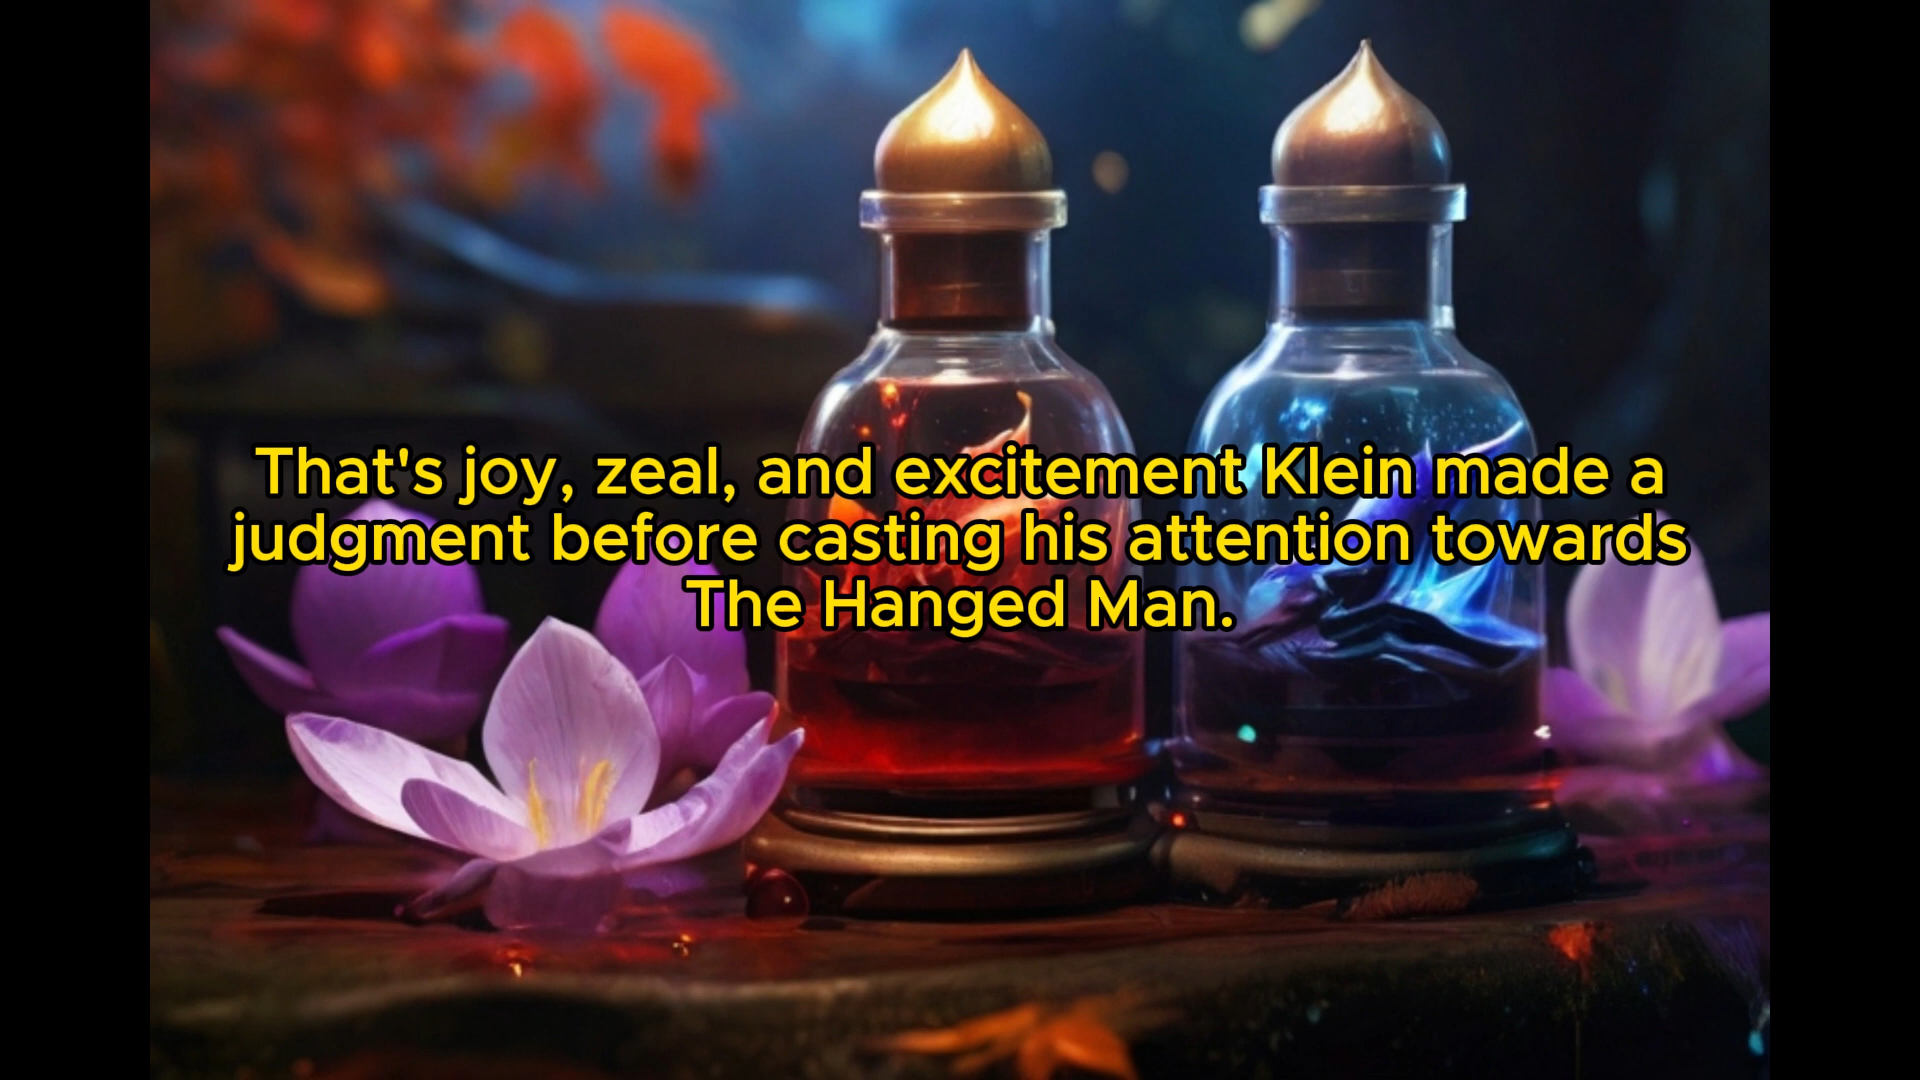 That's joy, zeal, and excitement Klein made a
judgment before casting his attention towards
The Hanged Man.